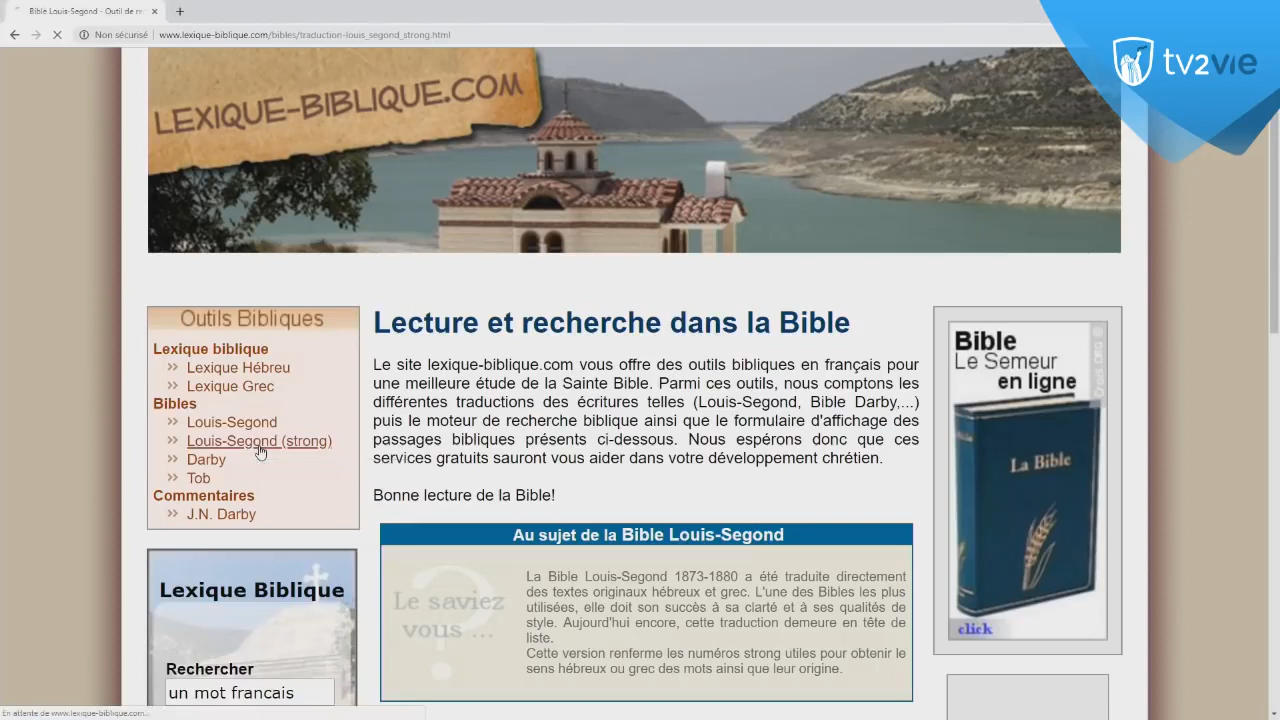 Bible Louis-Segond - Outil de re
Non sécurisé
www.lexique-biblique.com/bibles/traduction-louis_segond_strong.html
tv2vie
LEXIQUE-BIBLIQUE.COM
Outils Bibliques
Lexique biblique
Lexique Hébreu
Lexique Grec
Bibles
Louis-Segond
Louis-Segond (strong)
Darby
Tob
Commentaires
J.N. Darby
Lexique Biblique
Rechercher
un mot francais
Lecture et recherche dans la Bible
Le site lexique-biblique.com vous offre des outils bibliques en français pour
une meilleure étude de la Sainte Bible. Parmi ces outils, nous comptons les
différentes traductions des écritures telles (Louis-Segond, Bible Darby,...)
puis le moteur de recherche biblique ainsi que le formulaire d'affichage des
passages bibliques présents ci-dessous. Nous espérons donc que ces
services gratuits sauront vous aider dans votre développement chrétien.
Bonne lecture de la Bible!
Au sujet de la Bible Louis-Segond
Le saviez
vous ...
La Bible Louis-Segond 1873-1880 a été traduite directement
des textes originaux hébreux et grec. L'une des Bibles les plus
utilisées, elle doit son succès à sa clarté et à ses qualités de
style. Aujourd'hui encore, cette traduction demeure en tête de
liste.
Cette version renferme les numéros strong utiles pour obtenir le
sens hébreux ou grec des mots ainsi que leur origine.
Bible
Le Semeur
en ligne
La Bible
click
En attente de www.lexique-biblique.com...